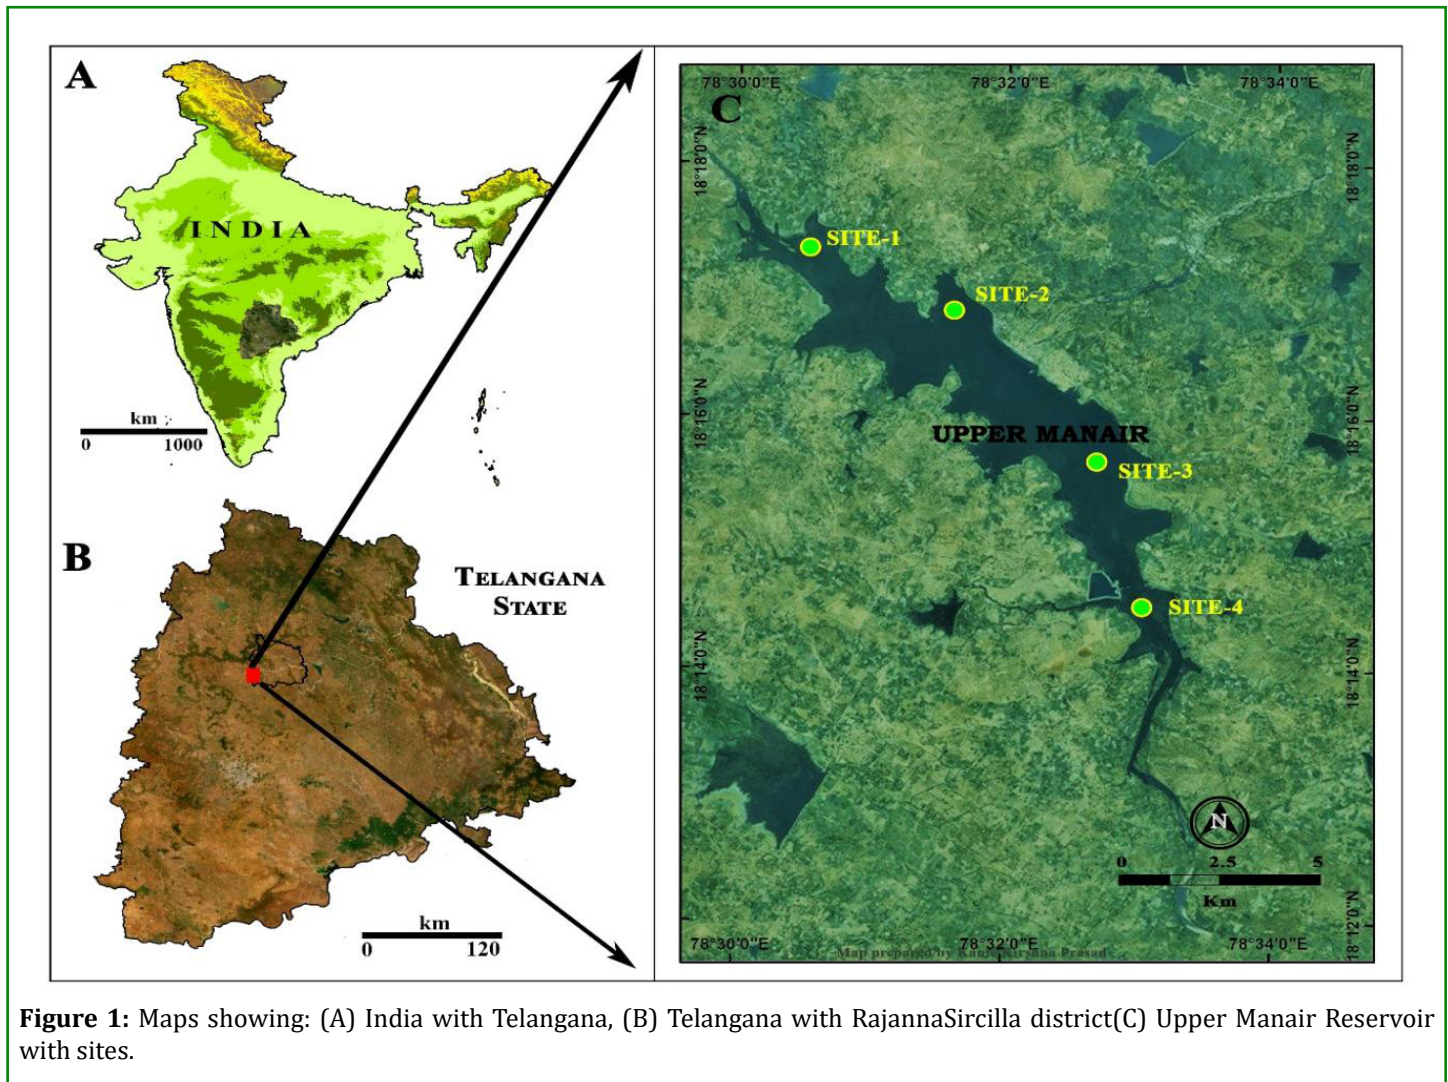 A
INDIA
km
0 1000
B
TELANGANA
STATE
km
0 120
78°30'0"E 78°32'0"E 78°34'0"E
C
18°18'0"N 18°18'0"N
SITE-1
SITE-2
18°16'0"N 18°16'0"N
UPPER MANAIR
SITE-3
SITE-4
18°14'0"N 18°14'0"N
N
0 2.5 5
Km
18°12'0"N
78°30'0"E 78°32'0"E 78°34'0"E
Map prepared by Prasad
Figure 1: Maps showing: (A) India with Telangana, (B) Telangana with RajannaSircilla district(C) Upper Manair Reservoir
with sites.